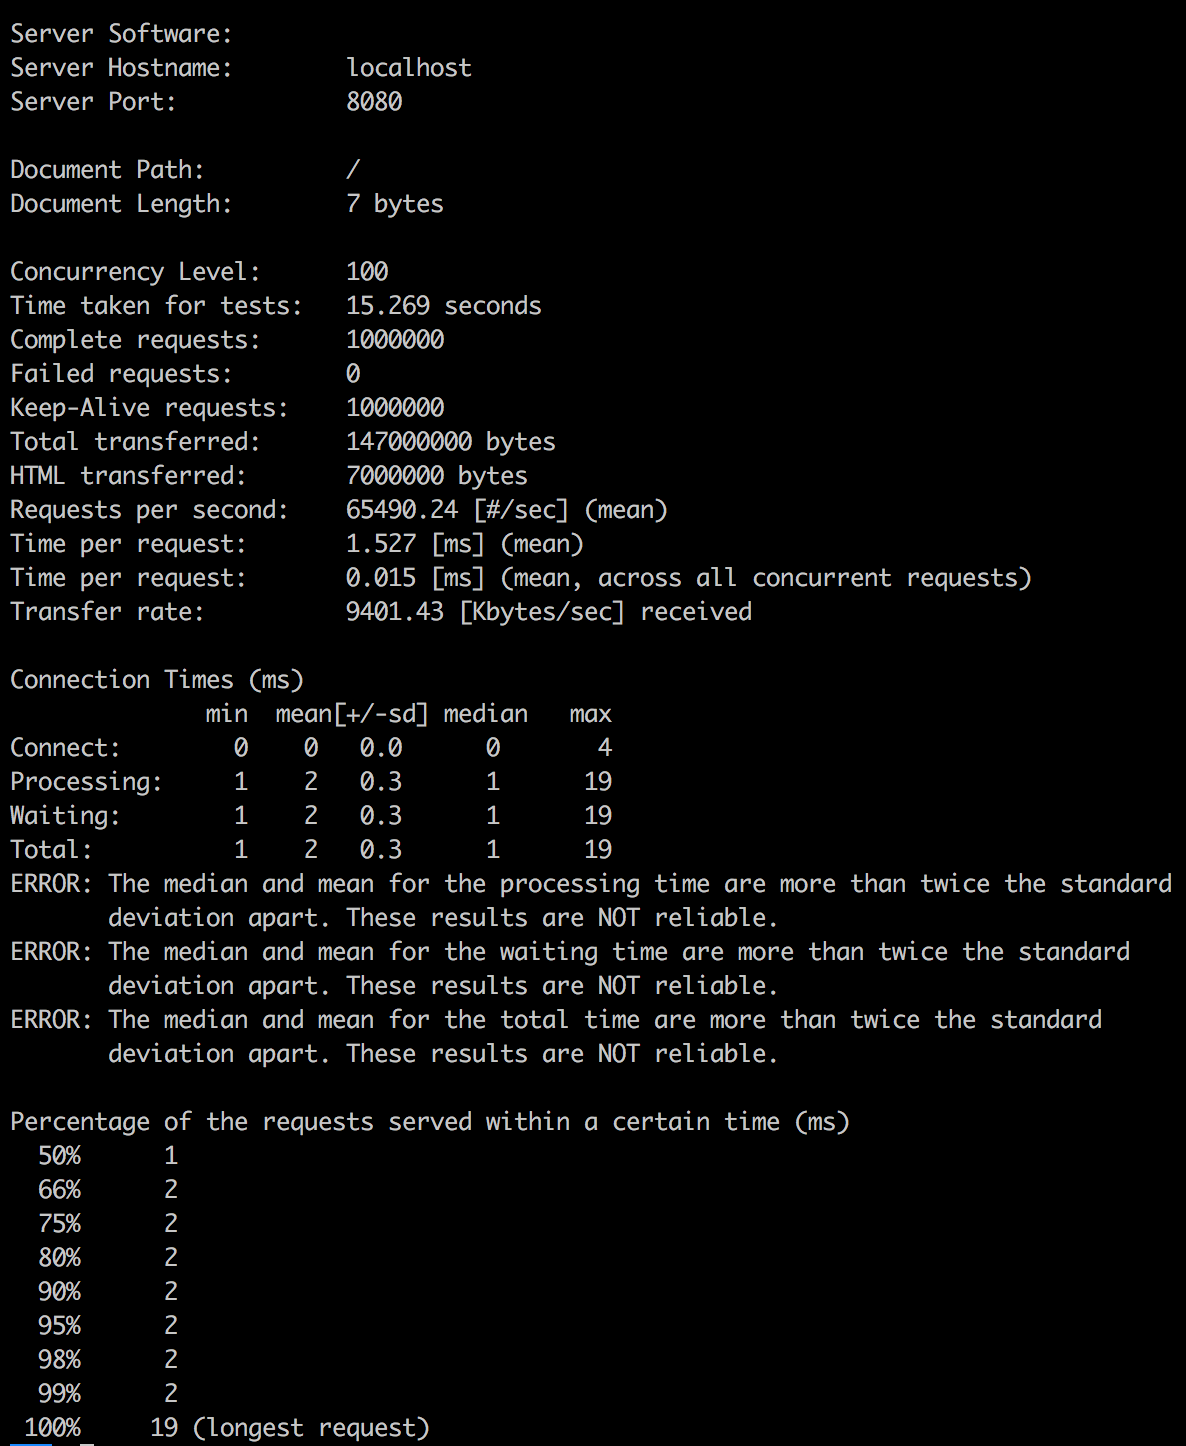 Server Software:
Server Hostname:        localhost
Server Port:            8080

Document Path:          /
Document Length:        7 bytes

Concurrency Level:      100
Time taken for tests:   15.269 seconds
Complete requests:      1000000
Failed requests:        0
Keep-Alive requests:    1000000
Total transferred:      147000000 bytes
HTML transferred:       7000000 bytes
Requests per second:    65490.24 [#/sec] (mean)
Time per request:       1.527 [ms] (mean)
Time per request:       0.015 [ms] (mean, across all concurrent requests)
Transfer rate:          9401.43 [Kbytes/sec] received

Connection Times (ms)
              min  mean[+/-sd] median   max
Connect:        0    0   0.0      0       4
Processing:     1    2   0.3      1      19
Waiting:        1    2   0.3      1      19
Total:          1    2   0.3      1      19
ERROR: The median and mean for the processing time are more than twice the standard
       deviation apart. These results are NOT reliable.
ERROR: The median and mean for the waiting time are more than twice the standard
       deviation apart. These results are NOT reliable.
ERROR: The median and mean for the total time are more than twice the standard
       deviation apart. These results are NOT reliable.

Percentage of the requests served within a certain time (ms)
  50%      1
  66%      2
  75%      2
  80%      2
  90%      2
  95%      2
  98%      2
  99%      2
 100%     19 (longest request)